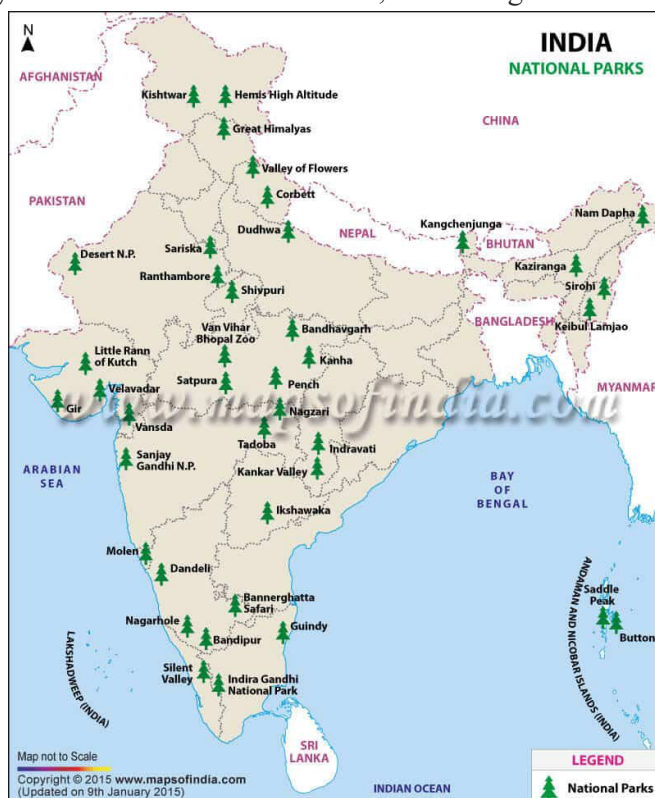 N
INDIA
NATIONAL PARKS
AFGHANISTAN
Kishtwar
Hemis High Altitude
Great Himalyas
CHINA
Valley of Flowers
PAKISTAN
Corbett
Dudhwa
NEPAL
Kangchenjunga
BHUTAN
Nam Dapha
Desert N.P.
Sariska
Kaziranga
Ranthambore
Shivpuri
Sirohi
BANGLADESH
Keibul Lamjao
Van Vihar
Bhopal Zoo
Bandhavgarh
Little Rann
of Kutch
Kanha
Satpura
Pench
Velavadar
MYANMAR
www.mapsofindia.com
Gir
Vansda
Nagzari
Tadoba
Indravati
Sanjay
Gandhi N.P.
Kankar Valley
ARABIAN
SEA
BAY
OF
BENGAL
Ikshawaka
Molen
Dandeli
ANDAMAN AND NICOBAR ISLANDS (INDIA)
Saddle
Peak
Button
Bannerghatta
Safari
Nagarhole
Guindy
Bandipur
LAKSHADWEEP (INDIA)
Silent
Valley
Indira Gandhi
National Park
SRI
LANKA
Map not to Scale
Copyright © 2015 www.mapsofindia.com
(Updated on 9th January 2015)
INDIAN OCEAN
LEGEND
National Parks